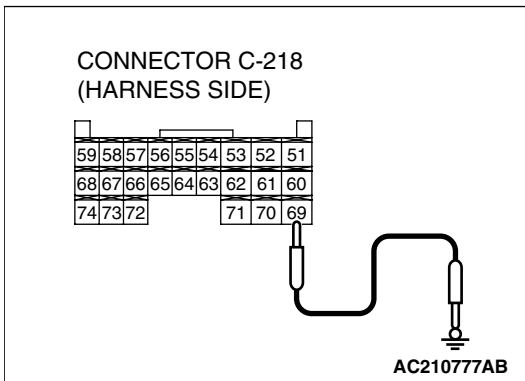 CONNECTOR C-218
(HARNESS SIDE)
59 58 57 56 55 54 53 52 51
68 67 66 65 64 63 62 61 60
74 73 72 71 70 69
AC210777AB